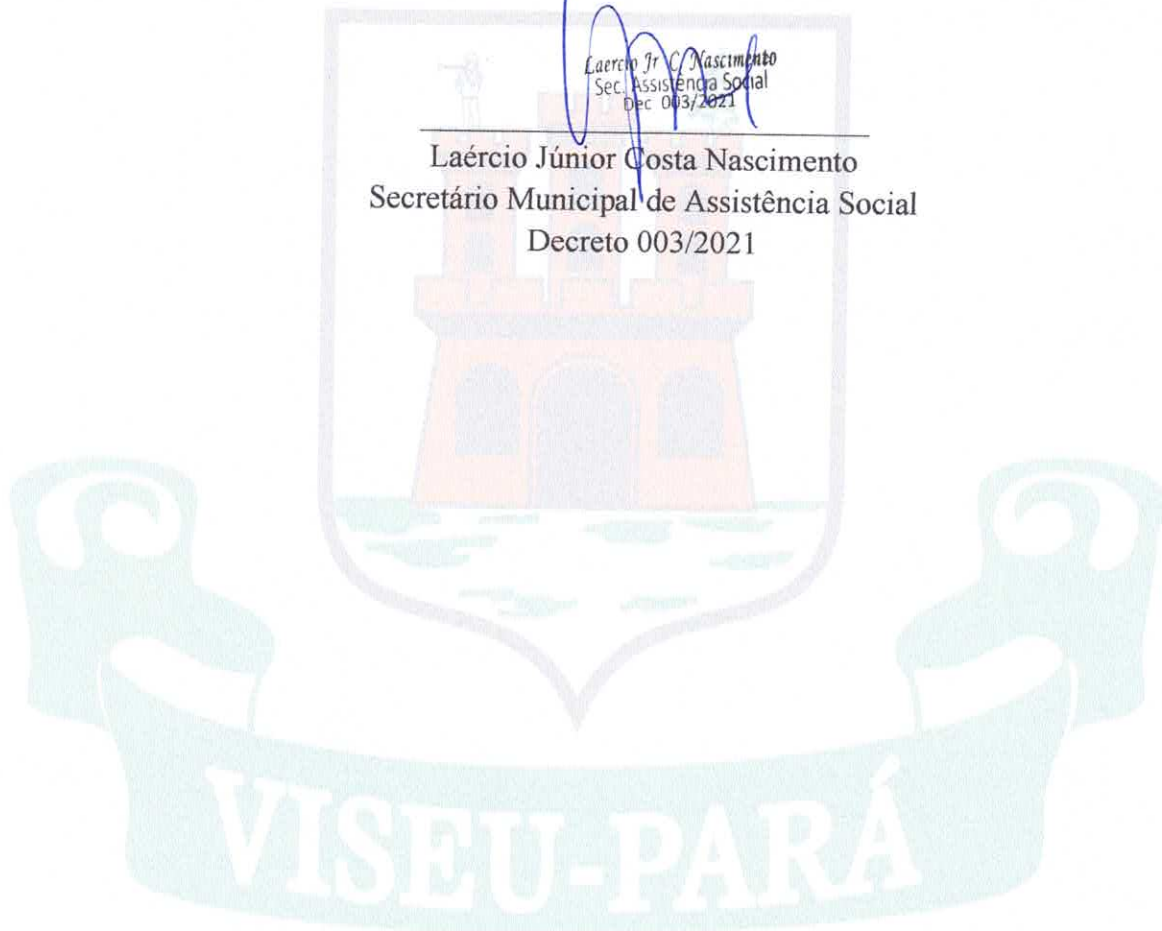 Laercio Jr C. Nascimento
Sec. Assistência Social
Dec 003/2021
Laércio Júnior Costa Nascimento
Secretário Municipal de Assistência Social
Decreto 003/2021
VISEU-PARÁ